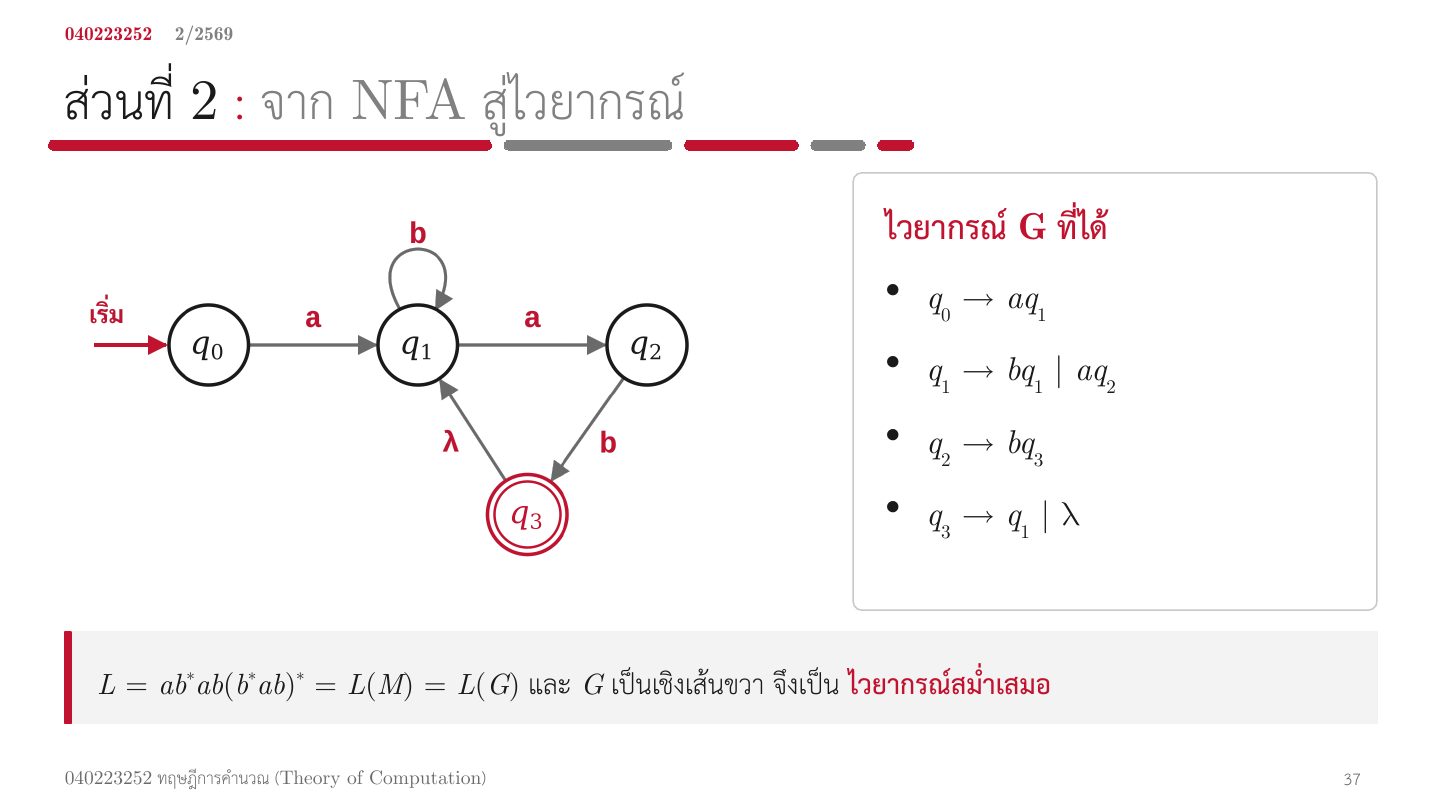 040223252 2/2569
ส่วนที่ 2 : จาก NFA สู่ไวยากรณ์
b
เริ่ม
a
a
q0
q1
q2
λ
b
q3
ไวยากรณ์ G ที่ได้
• q0 → aq1
• q1 → bq1 | aq2
• q2 → bq3
• q3 → q1 | λ
L = ab*ab(b*ab)* = L(M) = L(G) และ G เป็นเชิงเส้นขวา จึงเป็น ไวยากรณ์สม่ำเสมอ
040223252 ทฤษฎีการคำนวณ (Theory of Computation)
37